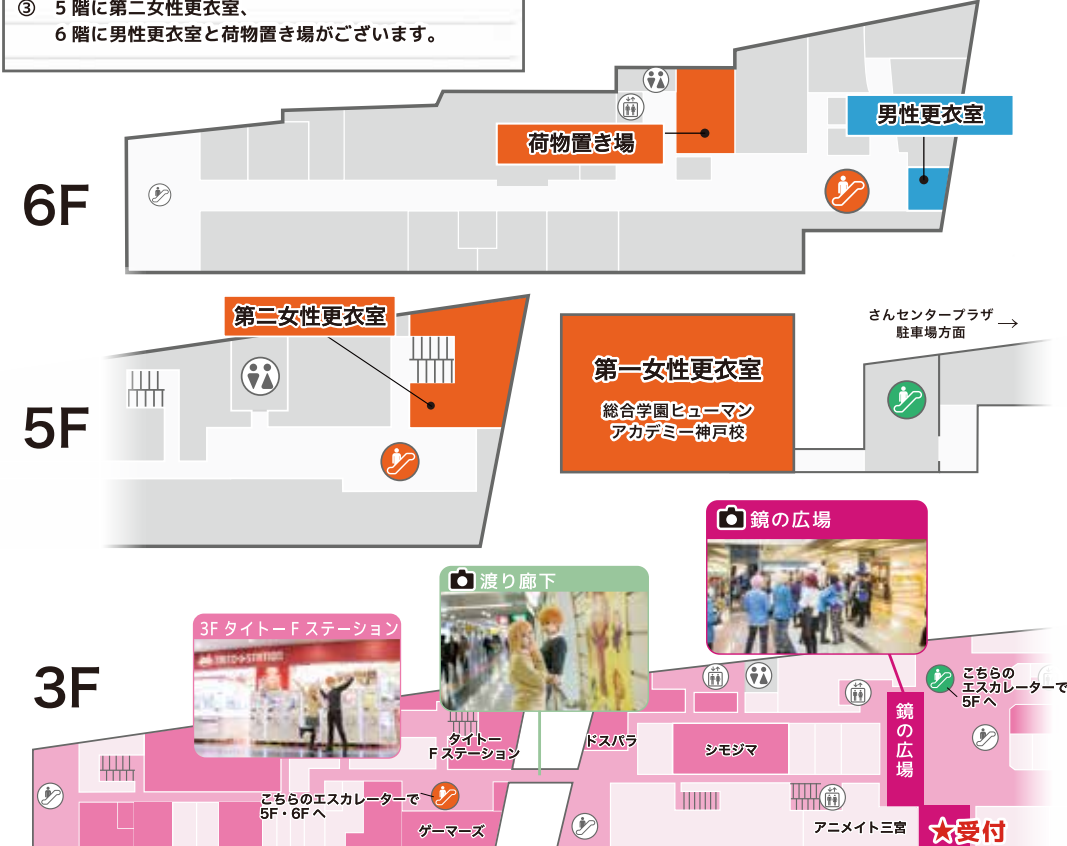 ③ 5階に第二女性更衣室、
6階に男性更衣室と荷物置き場がございます。
6F
荷物置き場
男性更衣室
5F
第二女性更衣室
第一女性更衣室
総合学園ヒューマン
アカデミー神戸校
さんセンタープラザ
駐車場方面
→
3F
3F タイトーFステーション
TAITO STATION
渡り廊下
鏡の広場
タイトー
Fステーション
ドスパラ
シモジマ
鏡の広場
こちらの
エスカレーターで
5Fへ
こちらのエスカレーターで
5F・6Fへ
ゲーマーズ
アニメイト三宮
★受付